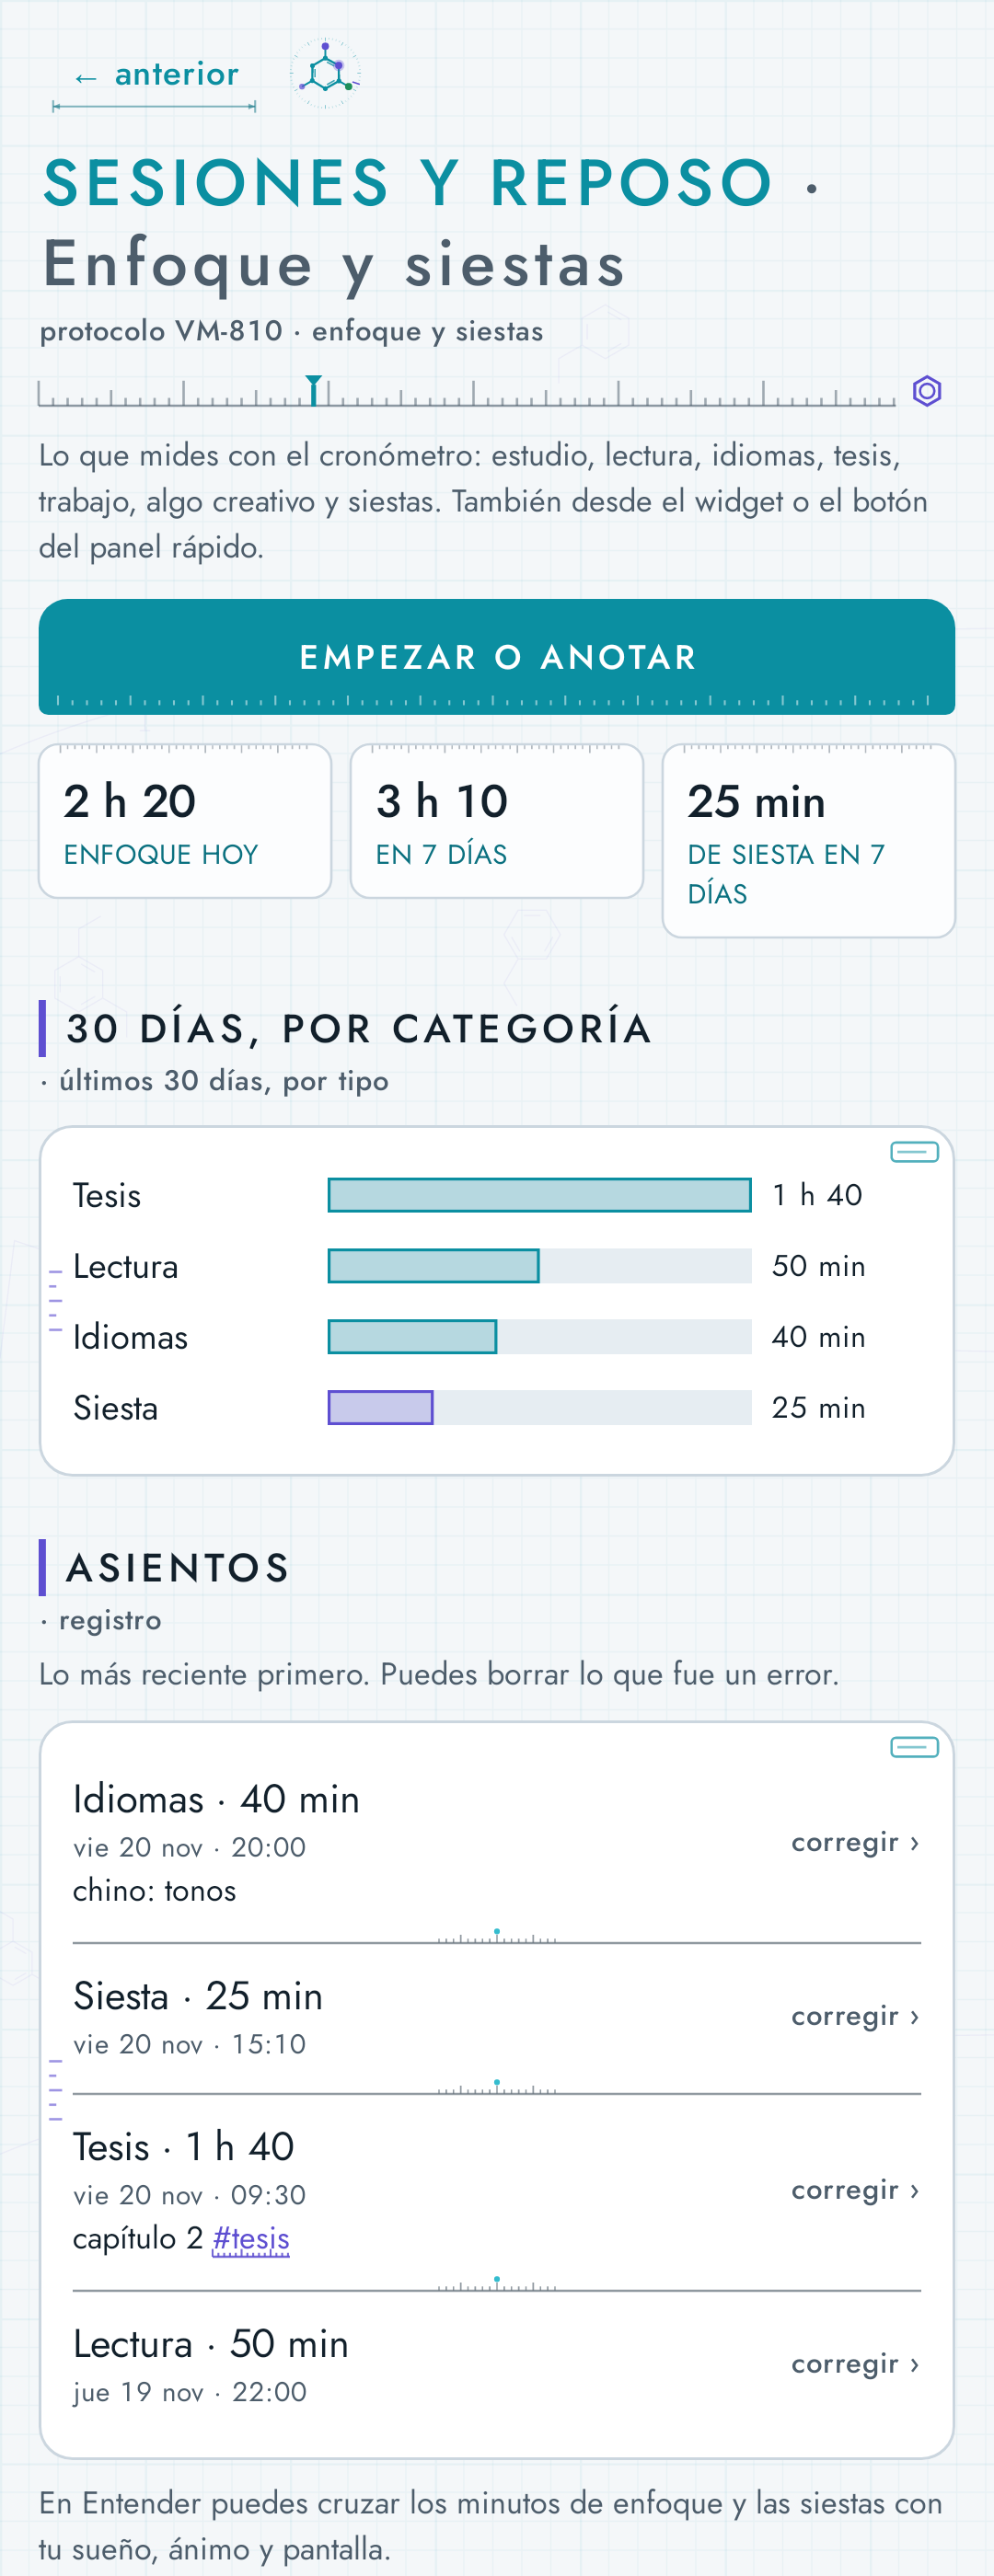 ← anterior
SESIONES Y REPOSO ·
Enfoque y siestas
protocolo VM-810 · enfoque y siestas
Lo que mides con el cronómetro: estudio, lectura, idiomas, tesis,
trabajo, algo creativo y siestas. También desde el widget o el botón
del panel rápido.
EMPEZAR O ANOTAR
2 h 20
ENFOQUE HOY
3 h 10
EN 7 DÍAS
25 min
DE SIESTA EN 7
DÍAS
30 DÍAS, POR CATEGORÍA
· últimos 30 días, por tipo
Tesis 1 h 40
Lectura 50 min
Idiomas 40 min
Siesta 25 min
ASIENTOS
· registro
Lo más reciente primero. Puedes borrar lo que fue un error.
Idiomas · 40 min
vie 20 nov · 20:00
chino: tonos
corregir ›
Siesta · 25 min
vie 20 nov · 15:10
corregir ›
Tesis · 1 h 40
vie 20 nov · 09:30
capítulo 2 #tesis
corregir ›
Lectura · 50 min
jue 19 nov · 22:00
corregir ›
En Entender puedes cruzar los minutos de enfoque y las siestas con
tu sueño, ánimo y pantalla.